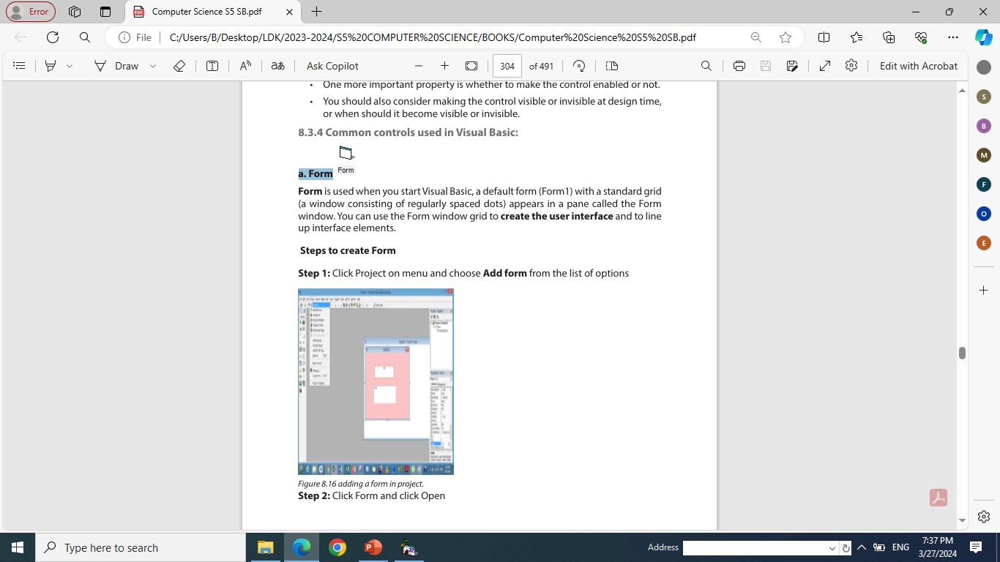 Error
Computer Science S5 SB.pdf
File
C:/Users/B/Desktop/LDK/2023-2024/S5%20COMPUTER%20SCIENCE/BOOKS/Computer%20Science%20S5%20SB.pdf
Draw
Ask Copilot
304 of 491
Edit with Acrobat
• One more important property is whether to make the control enabled or not.
• You should also consider making the control visible or invisible at design time,
or when should it become visible or invisible.
8.3.4 Common controls used in Visual Basic:
Form
a. Form
Form is used when you start Visual Basic, a default form (Form1) with a standard grid
(a window consisting of regularly spaced dots) appears in a pane called the Form
window. You can use the Form window grid to create the user interface and to line
up interface elements.
Steps to create Form
Step 1: Click Project on menu and choose Add form from the list of options
Figure 8.16 adding a form in project.
Step 2: Click Form and click Open
S
B
M
F
O
E
Type here to search
Address
ENG
7:37 PM
3/27/2024